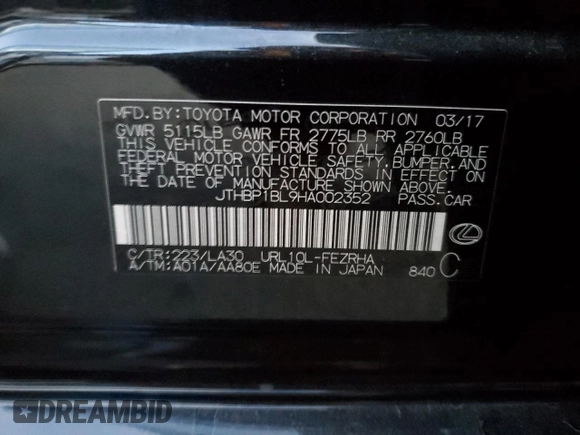 MFD.BY:TOYOTA MOTOR CORPORATION 03/17
GVWR 5115LB GAWR FR 2775LB RR 2760LB
THIS VEHICLE CONFORMS TO ALL APPLICABLE
FEDERAL MOTOR VEHICLE SAFETY, BUMPER, AND
THEFT PREVENTION STANDARDS IN EFFECT ON
THE DATE OF MANUFACTURE SHOWN ABOVE.
JTHBP1BL9HA002352 PASS.CAR
C/TR:223/LA30 URL10L-FEZRHA
A/TM:A01A/AA80E MADE IN JAPAN 840 C
DREAMBID